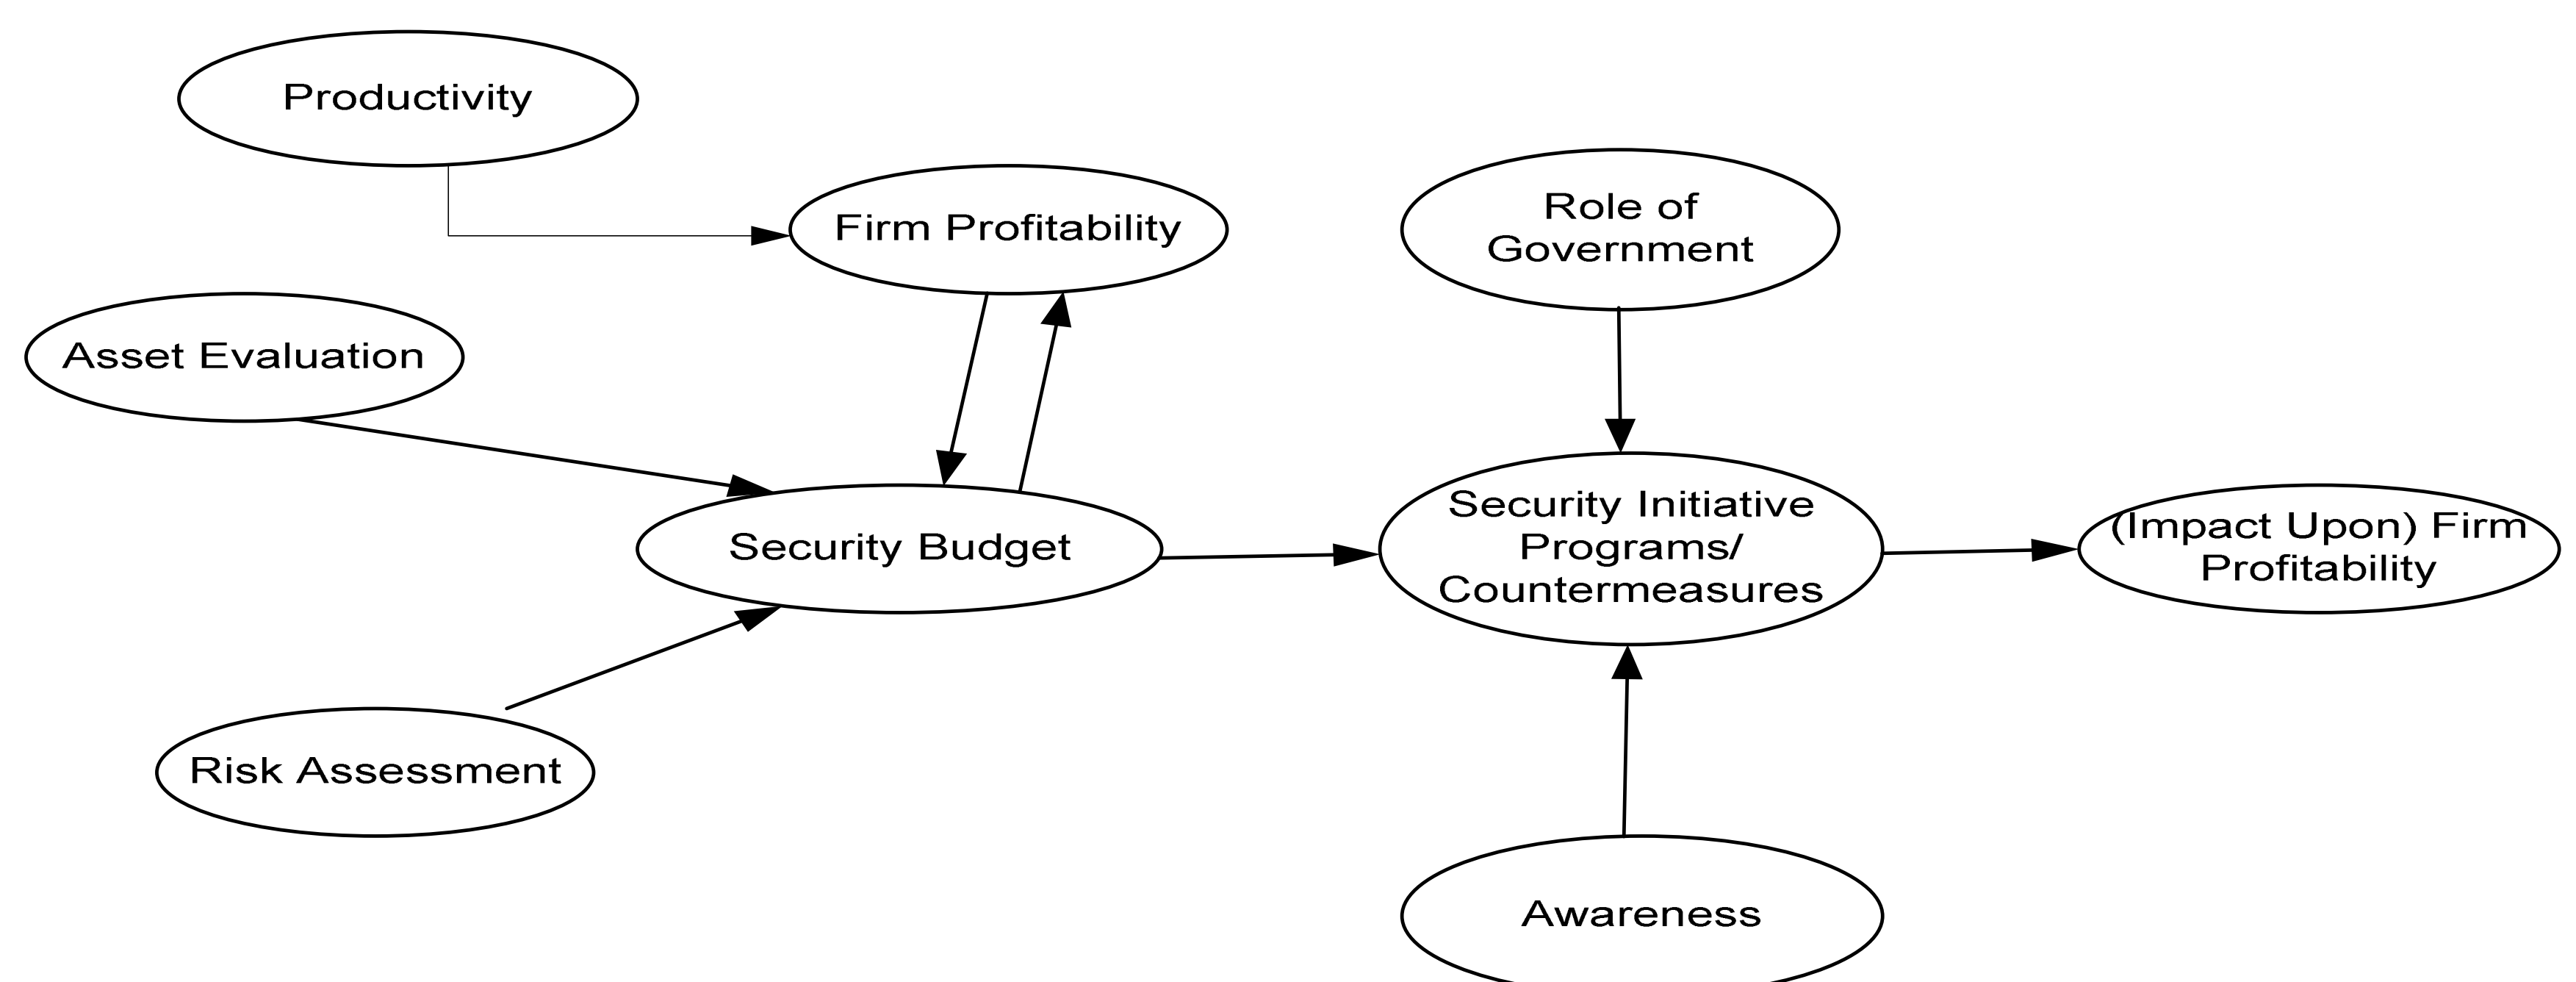 Productivity
Firm Profitability
Role of
Government
Asset Evaluation
Security Budget
Security Initiative
Programs/
Countermeasures
(Impact Upon) Firm
Profitability
Risk Assessment
Awareness